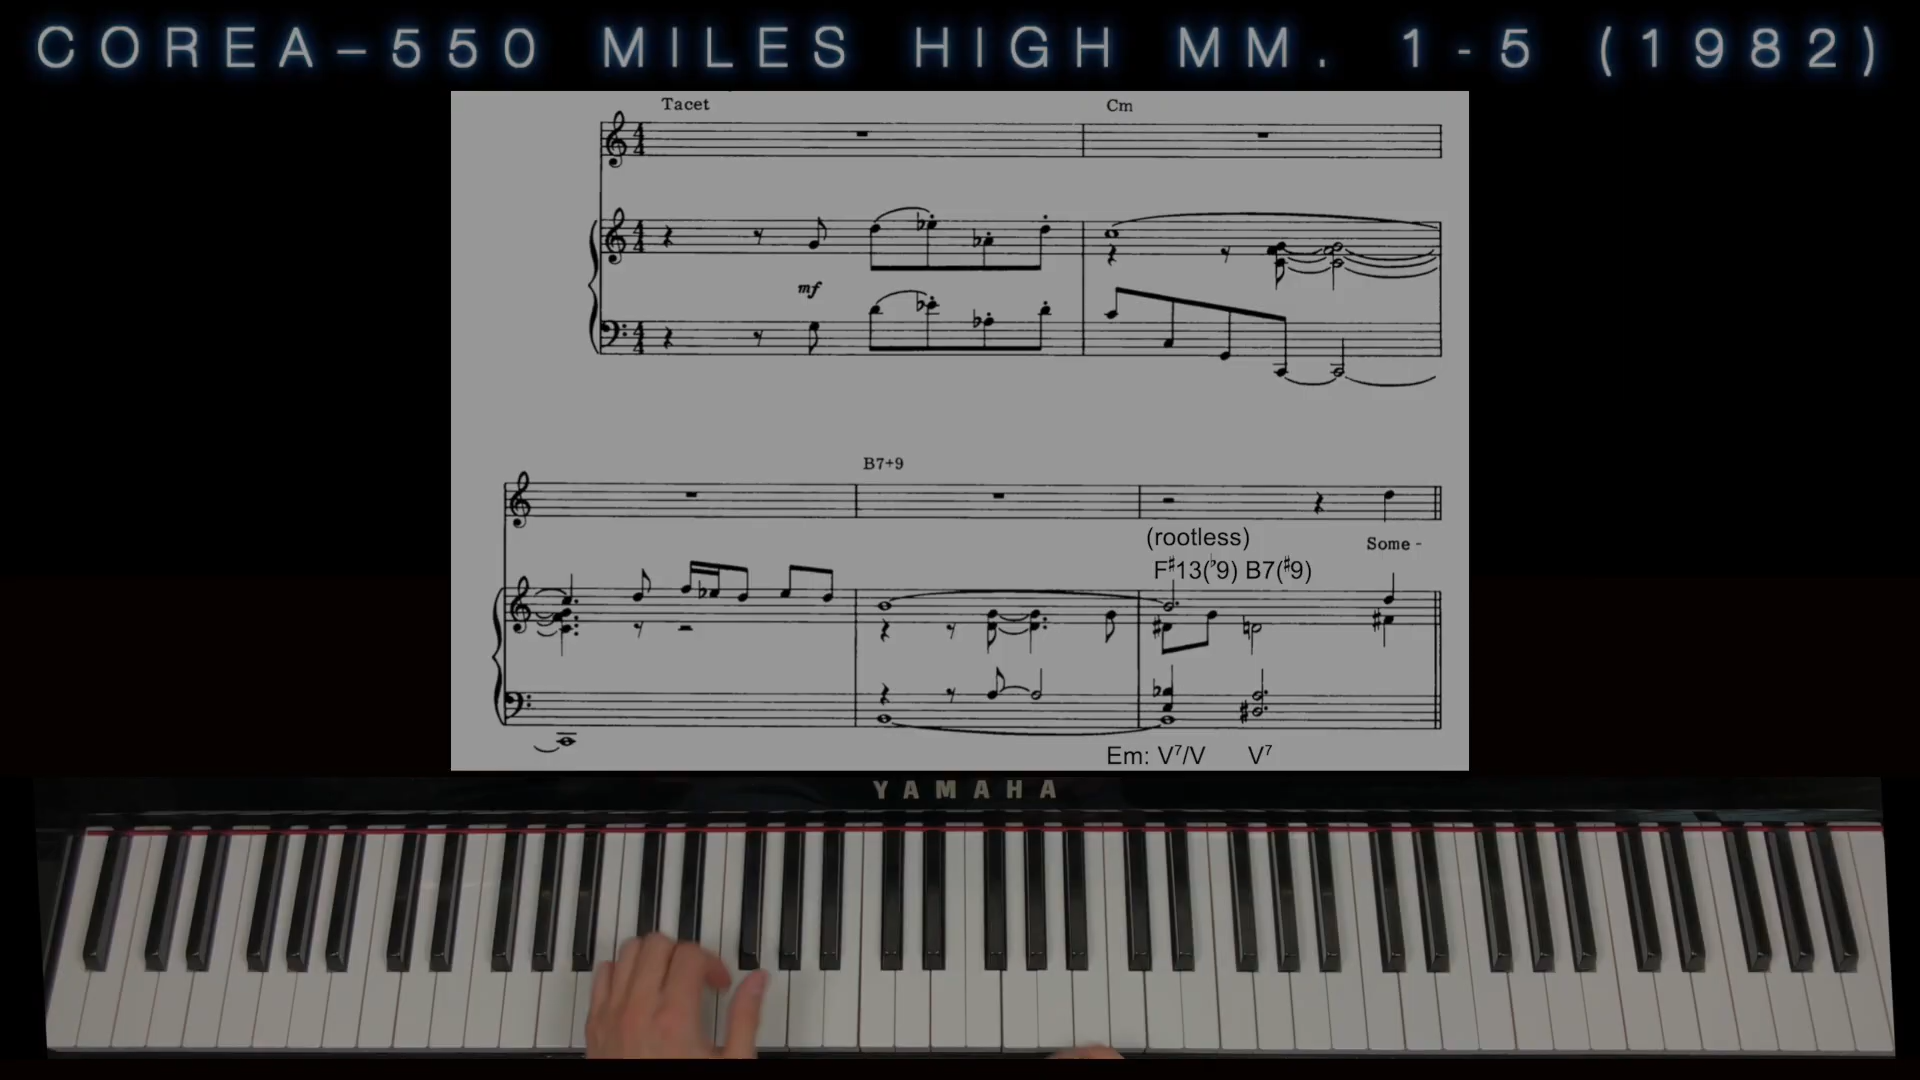 COREA–550 MILES HIGH MM. 1-5 (1982)
Tacet
Cm
mf
B7+9
(rootless)
Some -
F♯13(♭9) B7(♯9)
Em: V⁷/V V⁷
YAMAHA